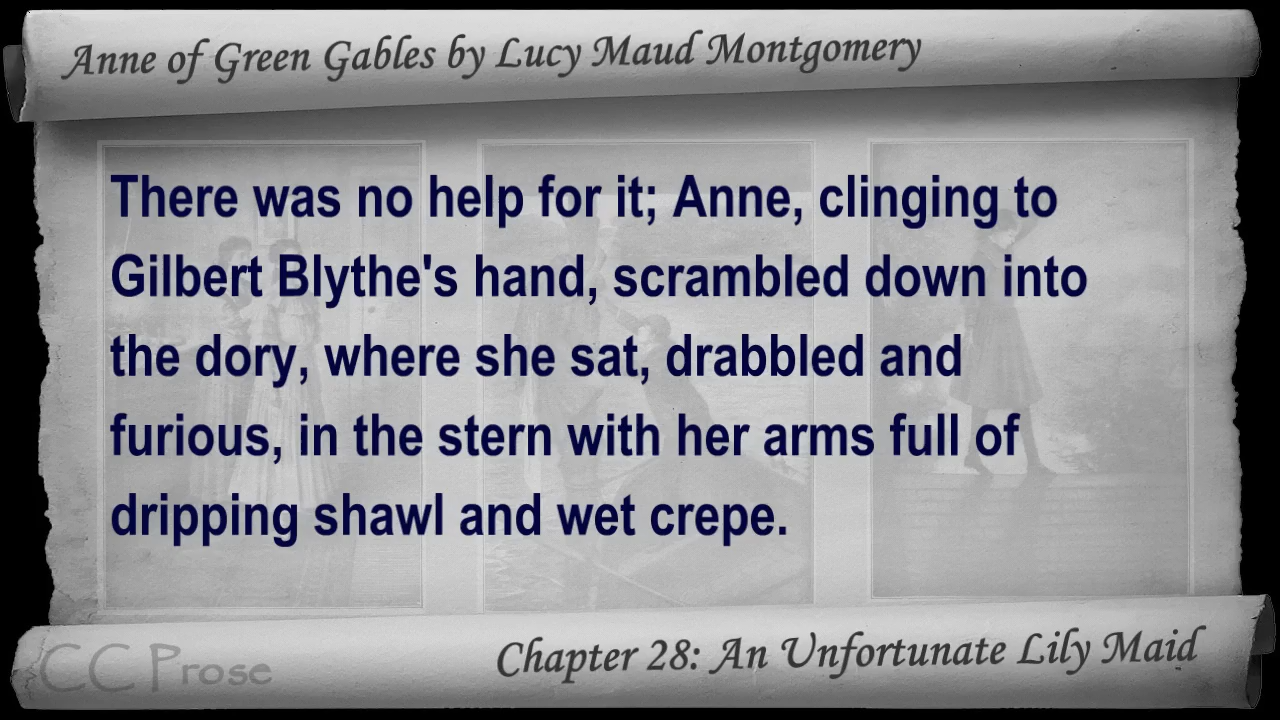 Anne of Green Gables by Lucy Maud Montgomery
There was no help for it; Anne, clinging to
Gilbert Blythe's hand, scrambled down into
the dory, where she sat, drabbled and
furious, in the stern with her arms full of
dripping shawl and wet crepe.
CC Prose
Chapter 28: An Unfortunate Lily Maid